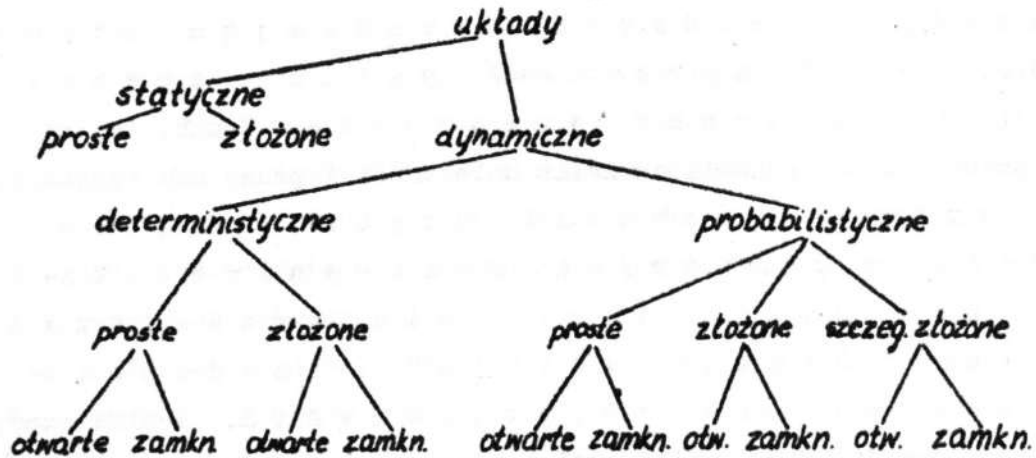 układy
statyczne
proste złożone dynamiczne
deterministyczne probabilistyczne
proste złożone proste złożone szczeg. złożone
otwarte zamkn. otwarte zamkn. otwarte zamkn. otw. zamkn. otw. zamkn.